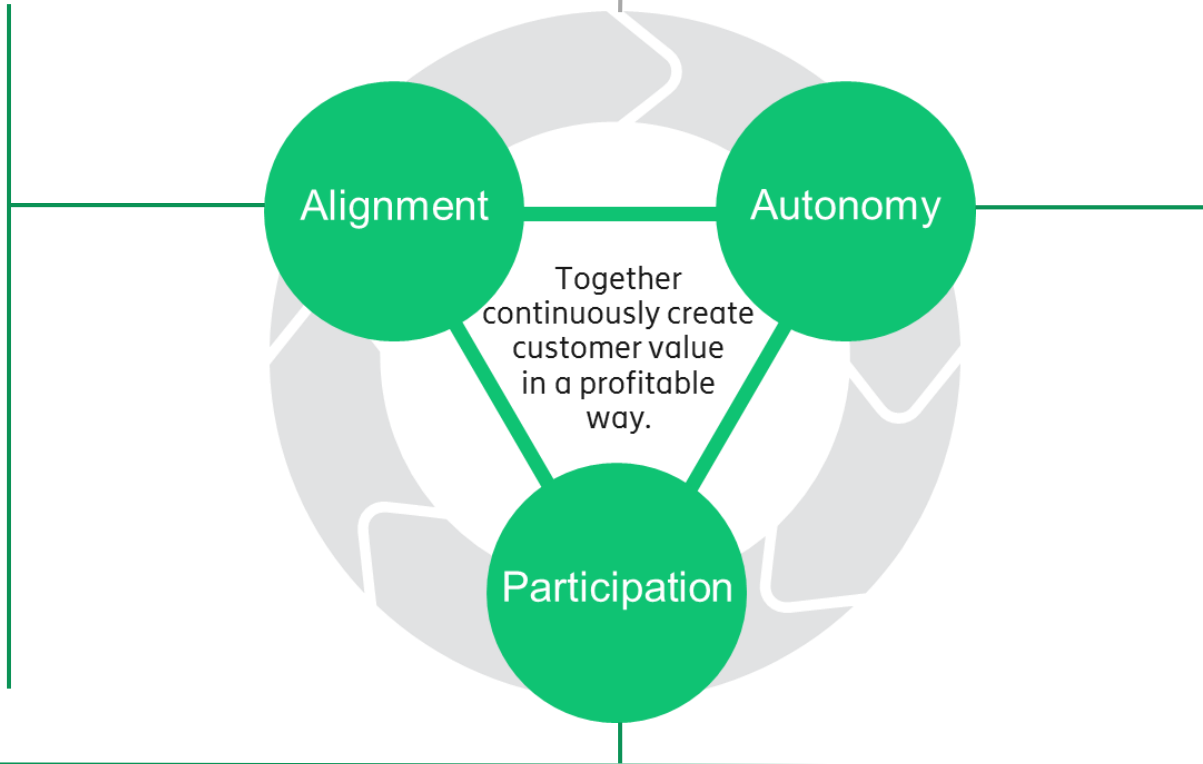 Alignment
Autonomy
Together
continuously create
customer value
in a profitable
way.
Participation